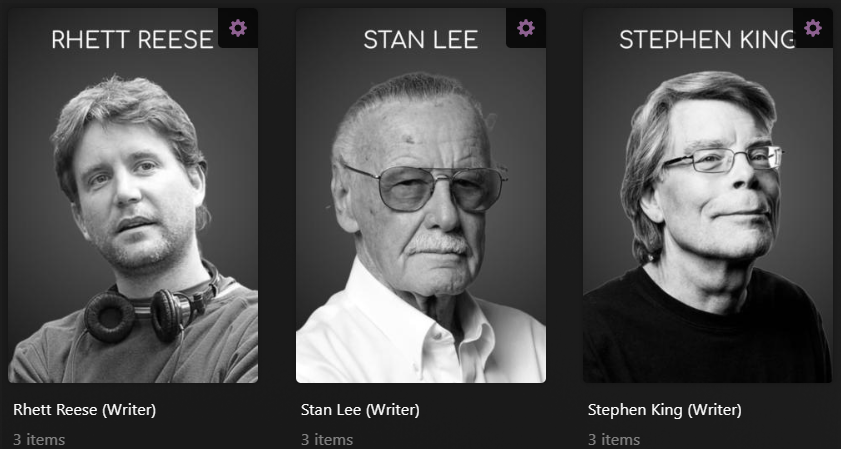 RHETT REESE
STAN LEE
STEPHEN KING
Rhett Reese (Writer)
Stan Lee (Writer)
Stephen King (Writer)
3 items
3 items
3 items